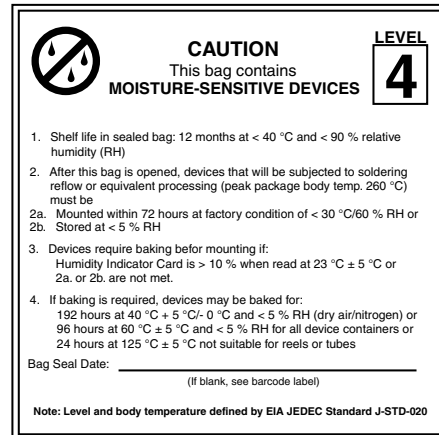 CAUTION
This bag contains
MOISTURE-SENSITIVE DEVICES
LEVEL
4
1. Shelf life in sealed bag: 12 months at < 40 °C and < 90 % relative
humidity (RH)
2. After this bag is opened, devices that will be subjected to soldering
reflow or equivalent processing (peak package body temp. 260 °C)
must be
2a. Mounted within 72 hours at factory condition of < 30 °C/60 % RH or
2b. Stored at < 5 % RH
3. Devices require baking befor mounting if:
Humidity Indicator Card is > 10 % when read at 23 °C ± 5 °C or
2a. or 2b. are not met.
4. If baking is required, devices may be baked for:
192 hours at 40 °C + 5 °C/- 0 °C and < 5 % RH (dry air/nitrogen) or
96 hours at 60 °C ± 5 °C and < 5 % RH for all device containers or
24 hours at 125 °C ± 5 °C not suitable for reels or tubes
Bag Seal Date:
(If blank, see barcode label)
Note: Level and body temperature defined by EIA JEDEC Standard J-STD-020